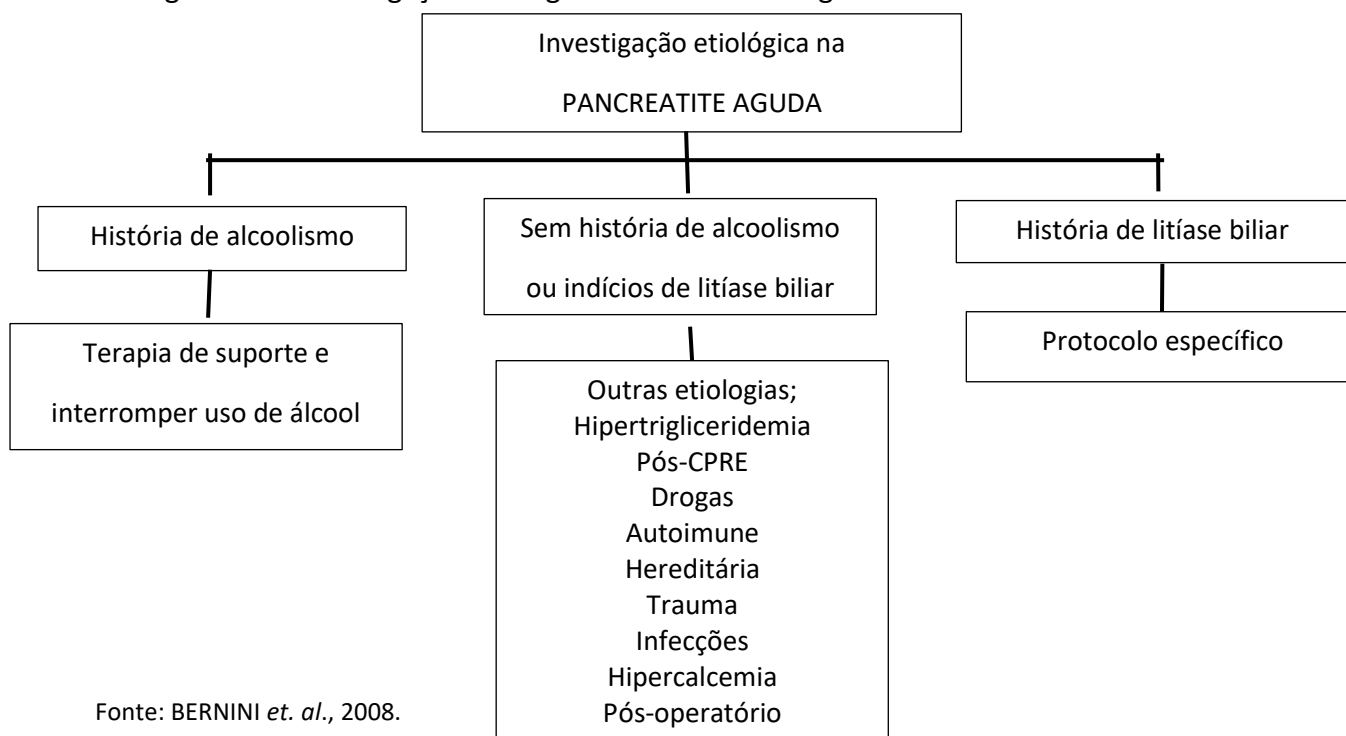 Investigação etiológica na
PANCREATITE AGUDA
História de alcoolismo
Terapia de suporte e
interromper uso de álcool
Sem história de alcoolismo
ou indícios de litíase biliar
Outras etiologias;
Hipertrigliceridemia
Pós-CPRE
Drogas
Autoimune
Hereditária
Trauma
Infecções
Hipercalcemia
Pós-operatório
História de litíase biliar
Protocolo específico
Fonte: BERNINI et. al., 2008.